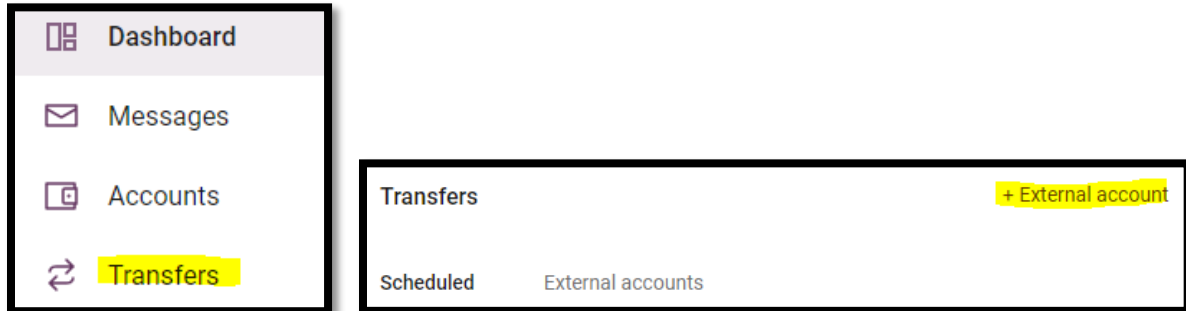 Dashboard
Messages
Accounts
Transfers
Transfers + External account
Scheduled External accounts